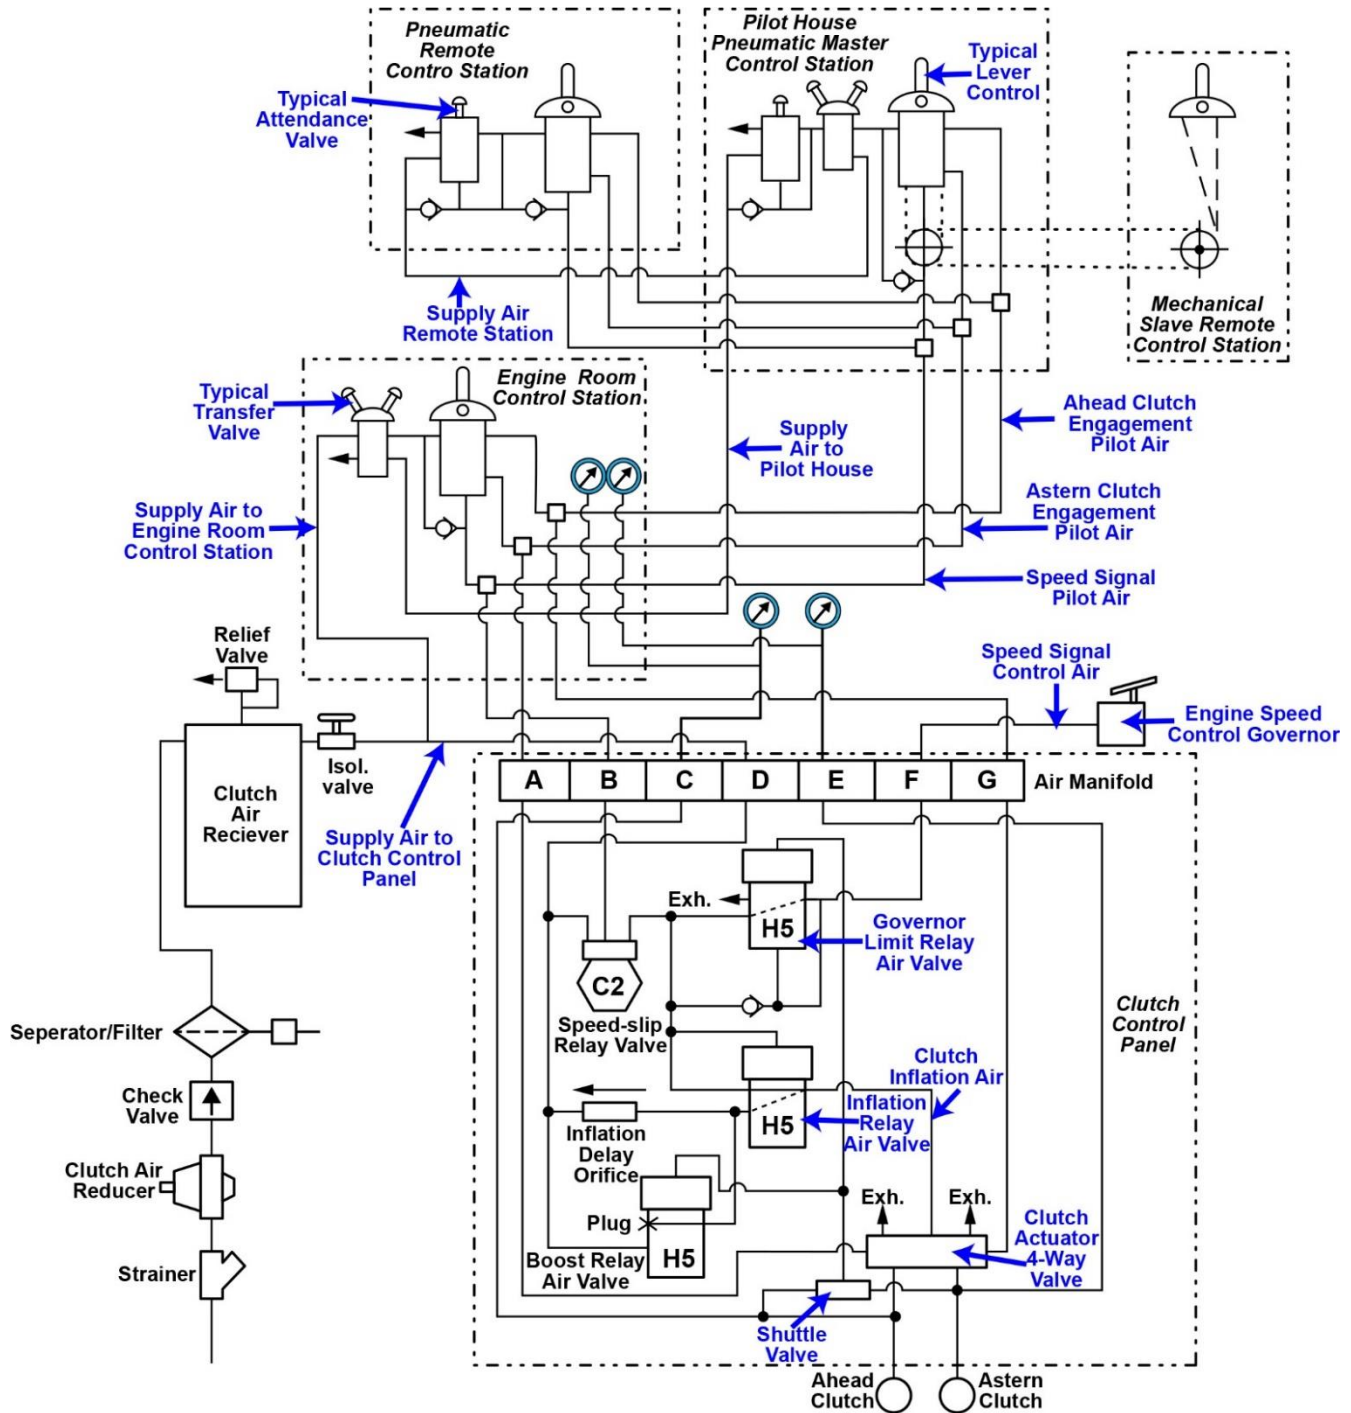 Pneumatic
Remote
Contro Station
Typical
Attendance
Valve
Pilot House
Pneumatic Master
Control Station
Typical
Lever
Control
Mechanical
Slave Remote
Control Station
Supply Air
Remote Station
Engine Room
Control Station
Typical
Transfer
Valve
Supply
Air to
Pilot House
Ahead Clutch
Engagement
Pilot Air
Astern Clutch
Engagement
Pilot Air
Supply Air to
Engine Room
Control Station
Speed Signal
Pilot Air
Relief
Valve
Speed Signal
Control Air
Engine Speed
Control Governor
Isol.
valve
Clutch
Air
Reciever
A B C D E F G
Air Manifold
Supply Air to
Clutch Control
Panel
Exh.
H5
Governor
Limit Relay
Air Valve
C2
Speed-slip
Relay Valve
Clutch
Control
Panel
Seperator/Filter
Check
Valve
Clutch Air
Reducer
Strainer
Clutch
Inflation Air
Inflation
Relay
Air Valve
H5
Inflation
Delay
Orifice
Plug
H5
Boost Relay
Air Valve
Exh.
Exh.
Clutch
Actuator
4-Way
Valve
Shuttle
Valve
Ahead
Clutch
Astern
Clutch